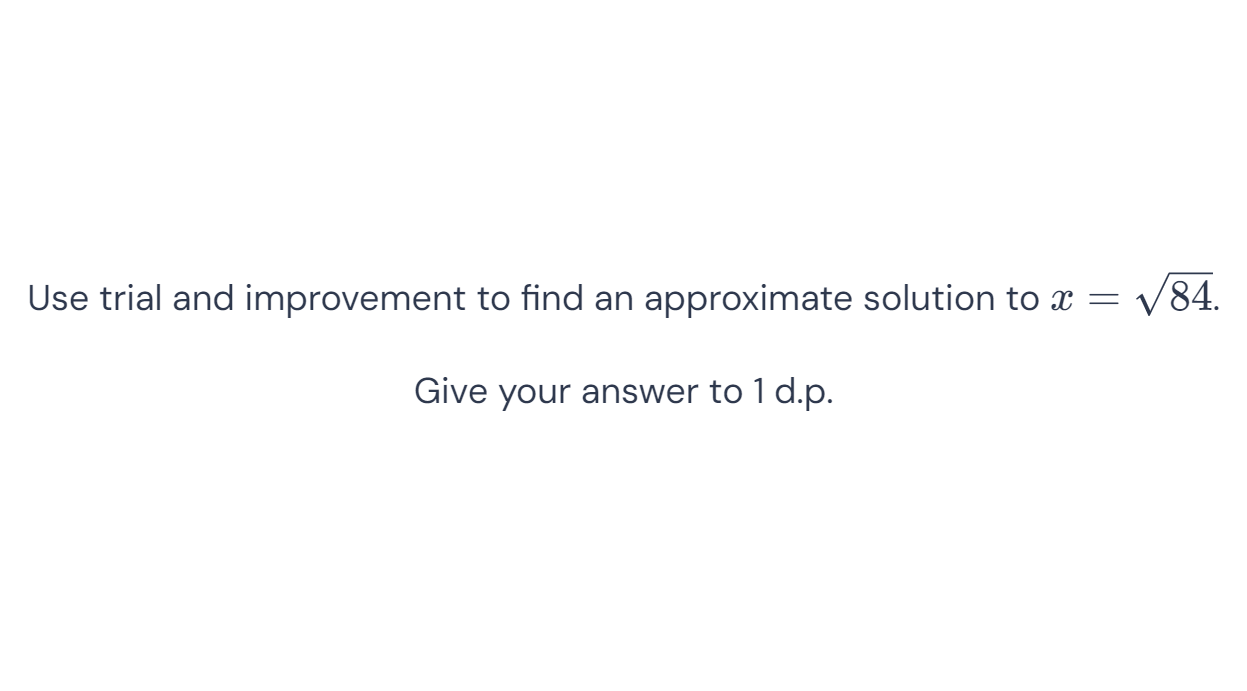 Use trial and improvement to find an approximate solution to $x = \sqrt{84}$.
Give your answer to 1 d.p.